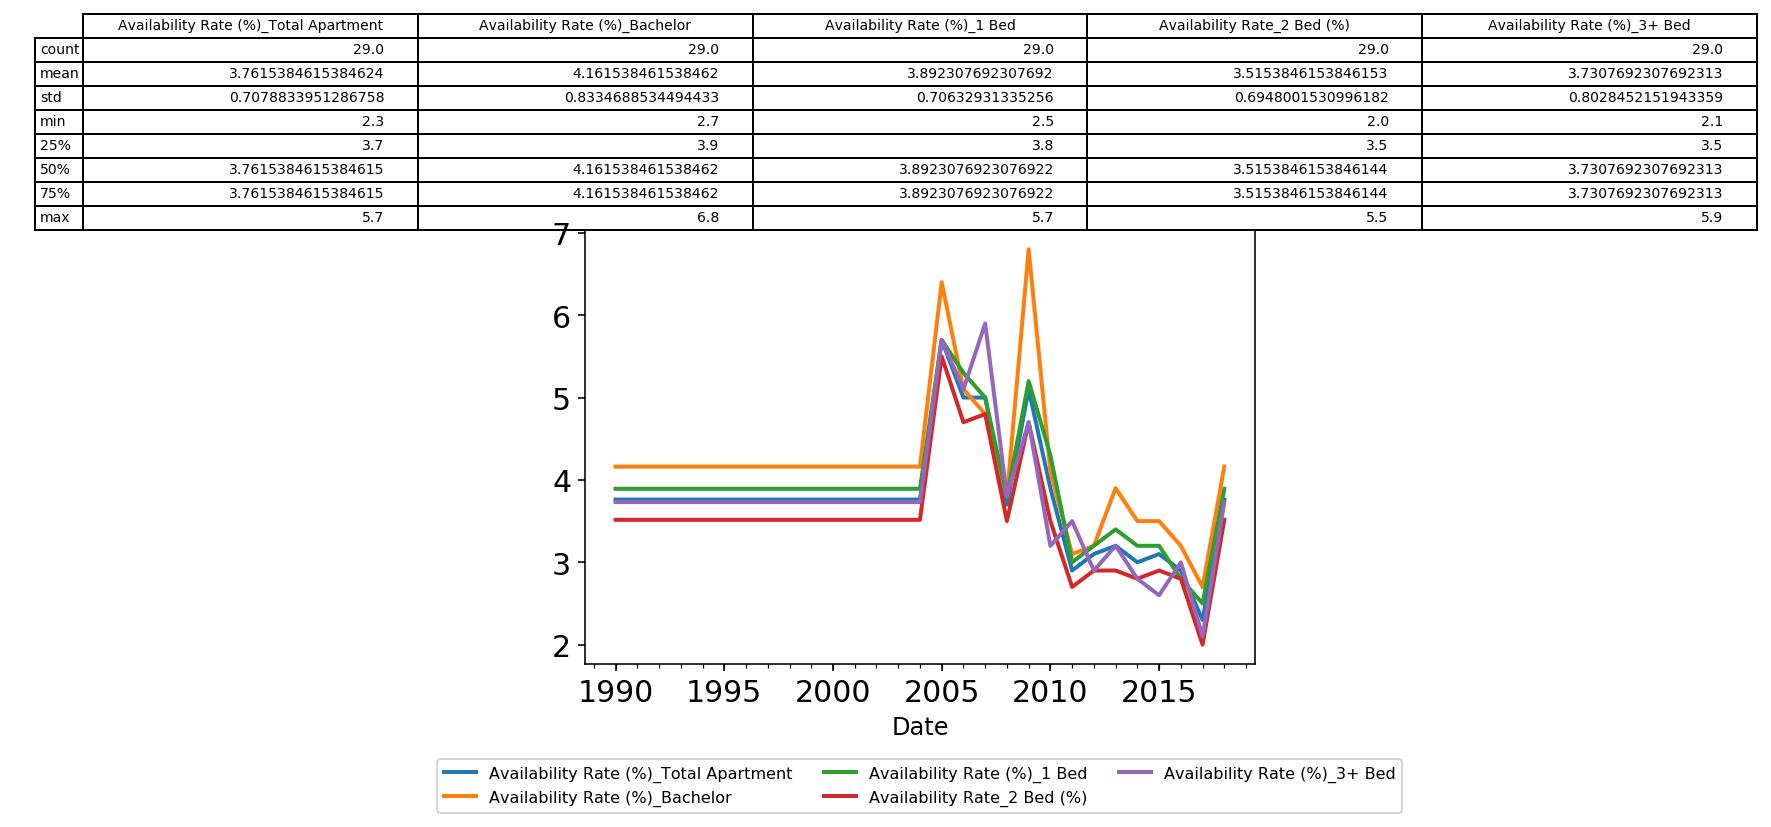 Availability Rate (%)_Total Apartment Availability Rate (%)_Bachelor Availability Rate (%)_1 Bed Availability Rate_2 Bed (%) Availability Rate (%)_3+ Bed
count 29.0 29.0 29.0 29.0 29.0
mean 3.7615384615384624 4.161538461538462 3.892307692307692 3.5153846153846153 3.7307692307692313
std 0.7078833951286758 0.8334688534494433 0.70632931335256 0.6948001530996182 0.8028452151943359
min 2.3 2.7 2.5 2.0 2.1
25% 3.7 3.9 3.8 3.5 3.5
50% 3.7615384615384615 4.161538461538462 3.8923076923076922 3.5153846153846144 3.7307692307692313
75% 3.7615384615384615 4.161538461538462 3.8923076923076922 3.5153846153846144 3.7307692307692313
max 5.7 6.8 5.7 5.5 5.9
7
6
5
4
3
2
1990 1995 2000 2005 2010 2015
Date
Availability Rate (%)_Total Apartment Availability Rate (%)_1 Bed Availability Rate (%)_3+ Bed
Availability Rate (%)_Bachelor Availability Rate_2 Bed (%)